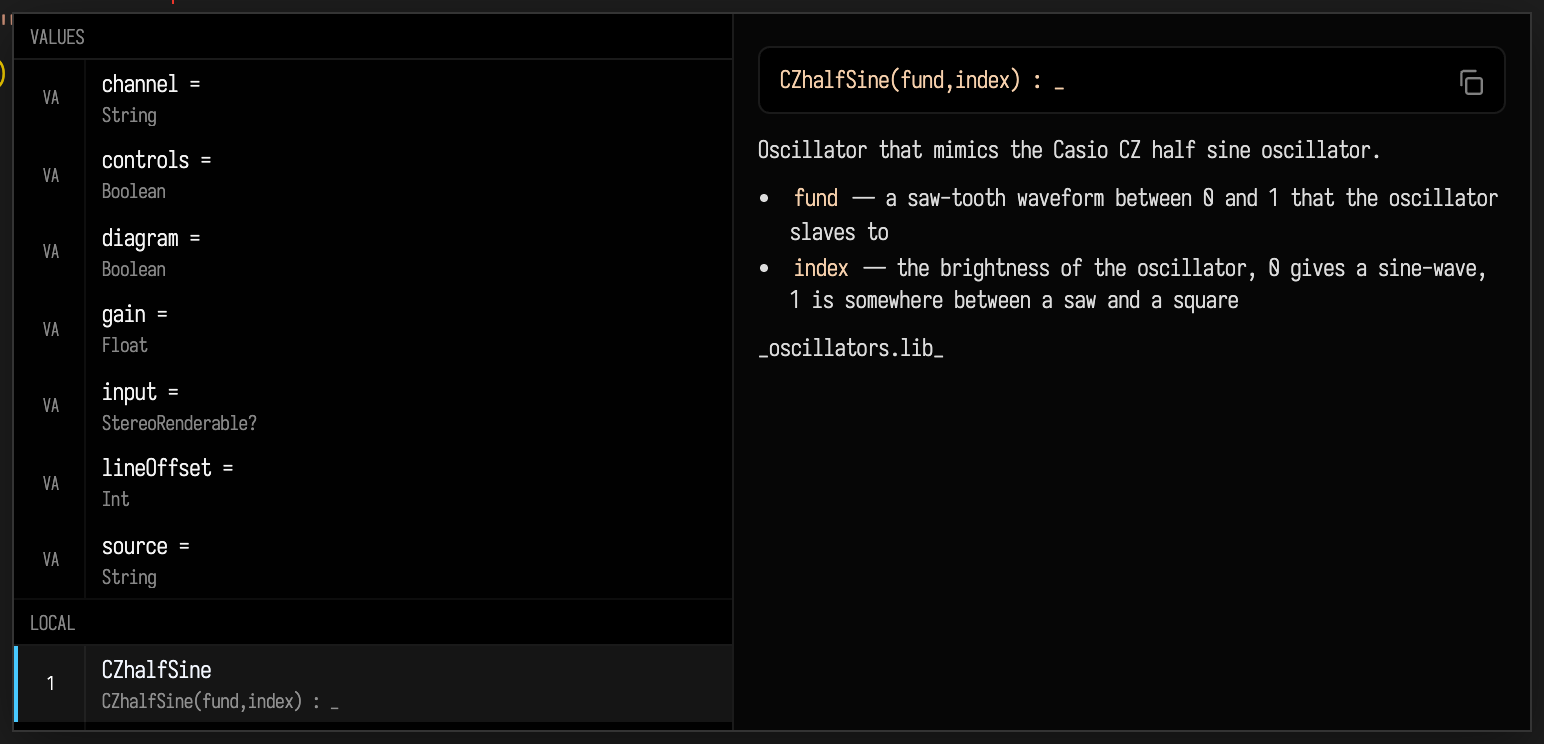 VALUES
VA
channel =
String
VA
controls =
Boolean
VA
diagram =
Boolean
VA
gain =
Float
VA
input =
StereoRenderable?
VA
lineOffset =
Int
VA
source =
String
LOCAL
1
CZhalfSine
CZhalfSine(fund,index) : _
CZhalfSine(fund,index) : _
Oscillator that mimics the Casio CZ half sine oscillator.
• fund — a saw-tooth waveform between 0 and 1 that the oscillator
slaves to
• index — the brightness of the oscillator, 0 gives a sine-wave,
1 is somewhere between a saw and a square
_oscillators.lib_